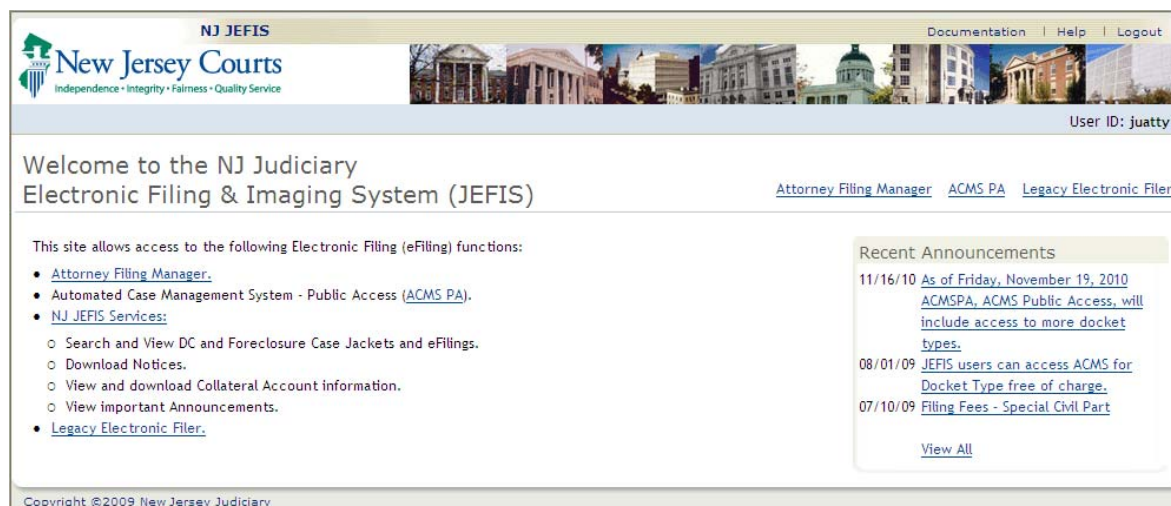 NJ JEFIS
Documentation | Help | Logout
New Jersey Courts
Independence • Integrity • Fairness • Quality Service
User ID: juatty
Welcome to the NJ Judiciary
Electronic Filing & Imaging System (JEFIS)
Attorney Filing Manager ACMS PA Legacy Electronic Filer
This site allows access to the following Electronic Filing (eFiling) functions:
• Attorney Filing Manager.
• Automated Case Management System - Public Access (ACMS PA).
• NJ JEFIS Services:
○ Search and View DC and Foreclosure Case Jackets and eFilings.
○ Download Notices.
○ View and download Collateral Account information.
○ View important Announcements.
• Legacy Electronic Filer.
Recent Announcements
11/16/10 As of Friday, November 19, 2010
ACMSPA, ACMS Public Access, will
include access to more docket
types.
08/01/09 JEFIS users can access ACMS for
Docket Type free of charge.
07/10/09 Filing Fees - Special Civil Part
View All
Copyright ©2009 New Jersey Judiciary